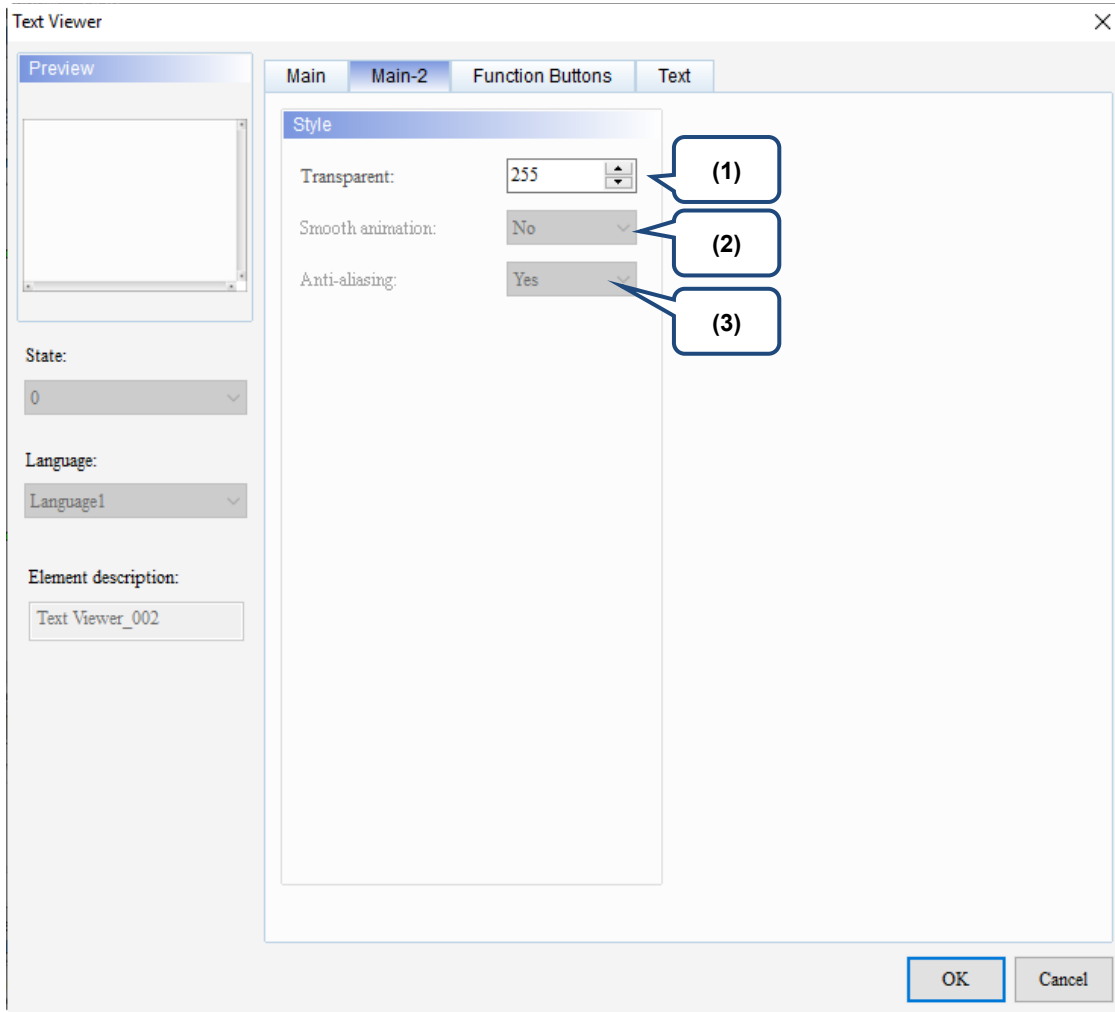 Text Viewer
Preview
Main Main-2 Function Buttons Text
Style
Transparent: 255 (1)
Smooth animation: No (2)
Anti-aliasing: Yes (3)
State:
0
Language:
Language1
Element description:
Text Viewer_002
OK Cancel